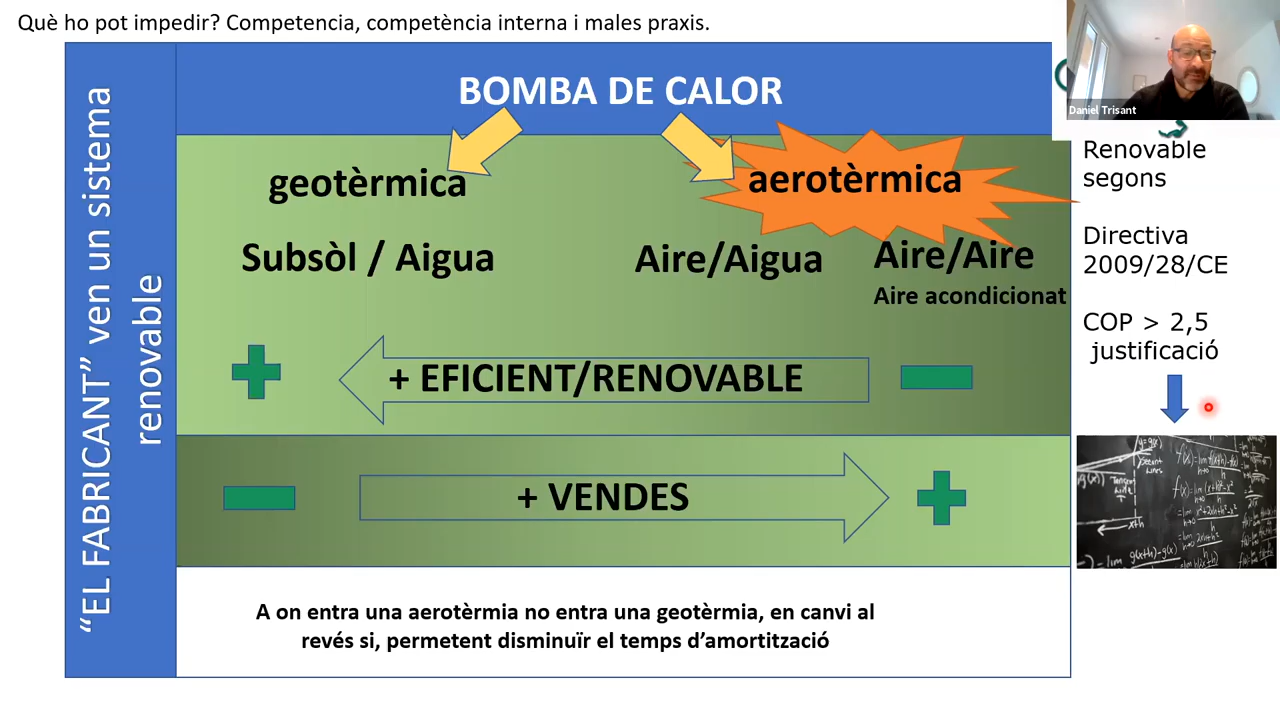 Què ho pot impedir? Competencia, competència interna i males praxis.
“EL FABRICANT” ven un sistema
renovable
BOMBA DE CALOR
geotèrmica
aerotèrmica
Subsòl / Aigua
Aire/Aigua
Aire/Aire
Aire acondicionat
+ EFICIENT/RENOVABLE
+ VENDES
A on entra una aerotèrmia no entra una geotèrmia, en canvi al
revés si, permetent disminuïr el temps d’amortització
Daniel Trisant
Renovable
segons
Directiva
2009/28/CE
COP > 2,5
justificació